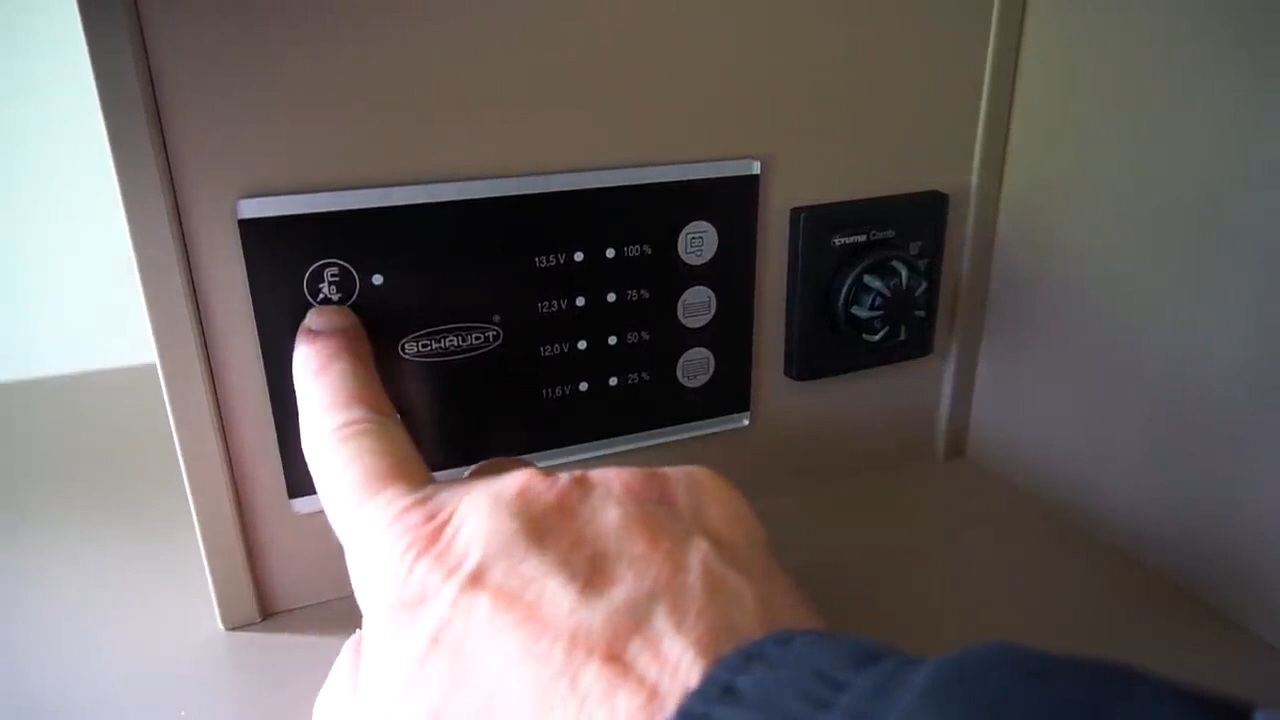 SCHAUDT ®
13,5 V 100 %
12,3 V 75 %
12,0 V 50 %
11,6 V 25 %
truma Combi